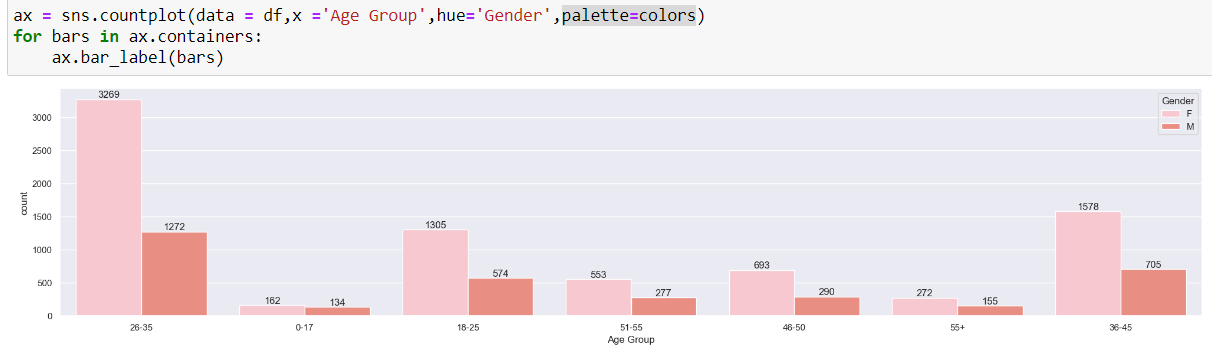 ax = sns.countplot(data = df,x ='Age Group',hue='Gender',palette=colors)
for bars in ax.containers:
    ax.bar_label(bars)
3269
Gender
F
M
3000
2500
2000
1578
1500
1305
1272
count
1000
693
705
574
553
500
277
290
272
162
134
155
0
26-35 0-17 18-25 51-55 46-50 55+ 36-45
Age Group